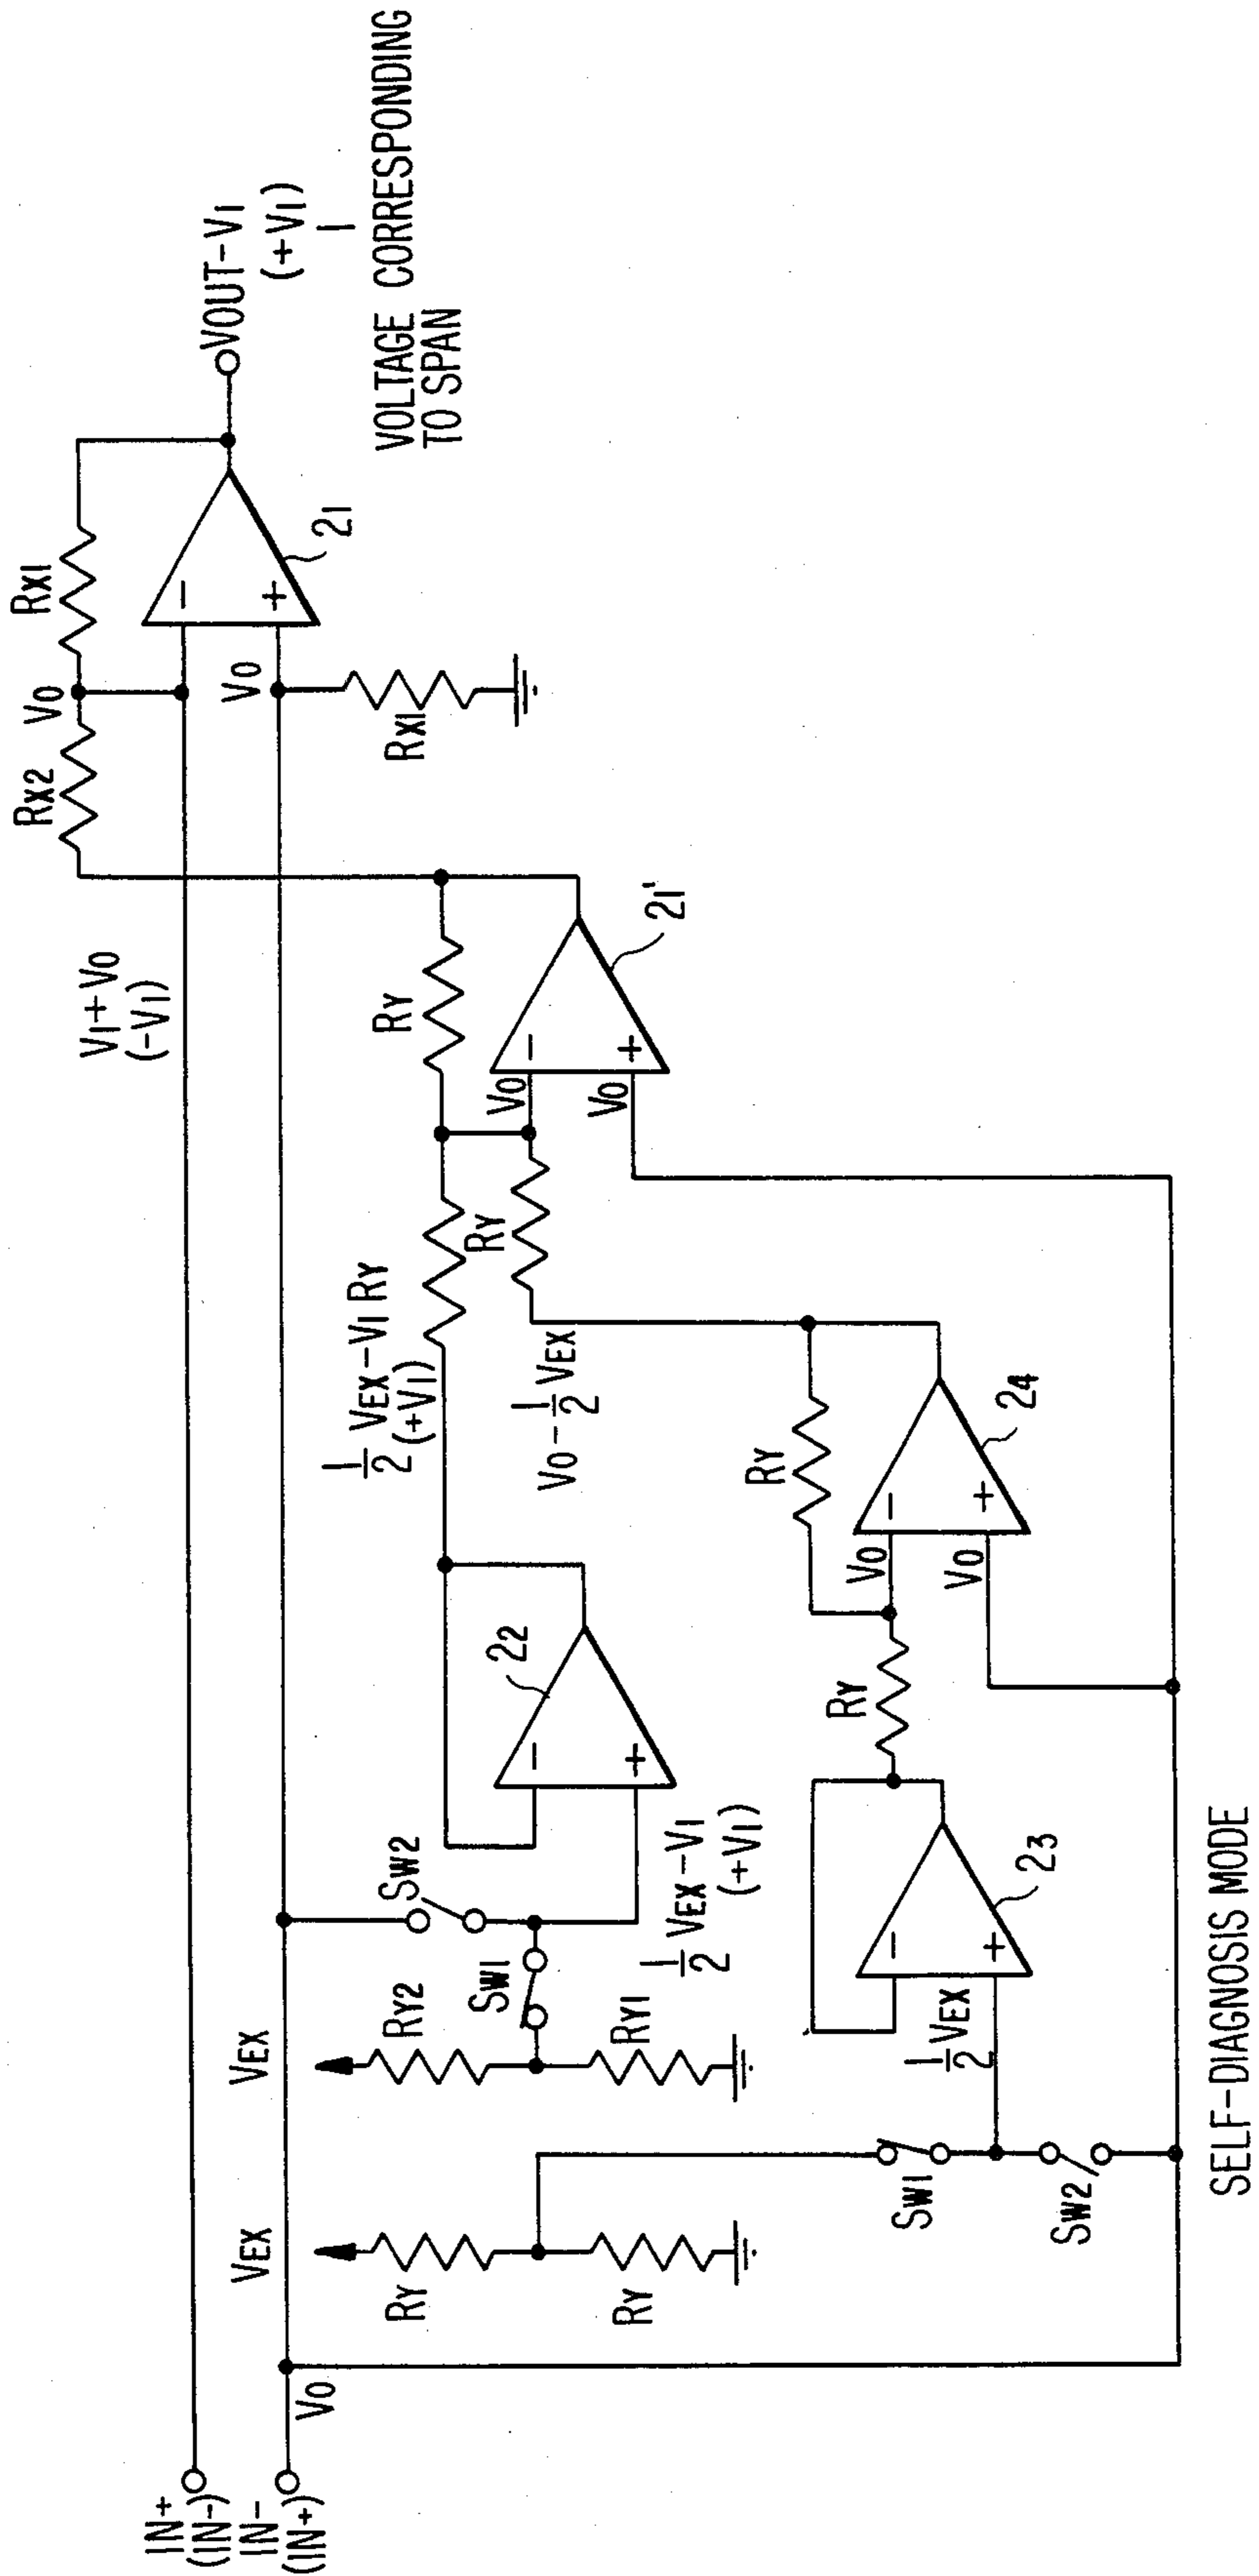 IN+
(IN-)
IN-
(IN+)
V0
VEX
RY
RY
VEX
RY2
RY1
SW1
SW2
SW1
SW2
1/2 VEX
1/2 VEX-V1
(+V1)
22
-
+
23
-
+
RY
RY
V0
V0
24
-
+
1/2 VEX-V1 RY
(+V1)
V0-1/2 VEX
RY
RY
V0
V0
21'
-
+
V1+V0
(-V1)
RX2
V0
RX1
V0
RX1
21
-
+
VOUT-V1
(+V1)
VOLTAGE CORRESPONDING
TO SPAN
SELF-DIAGNOSIS MODE